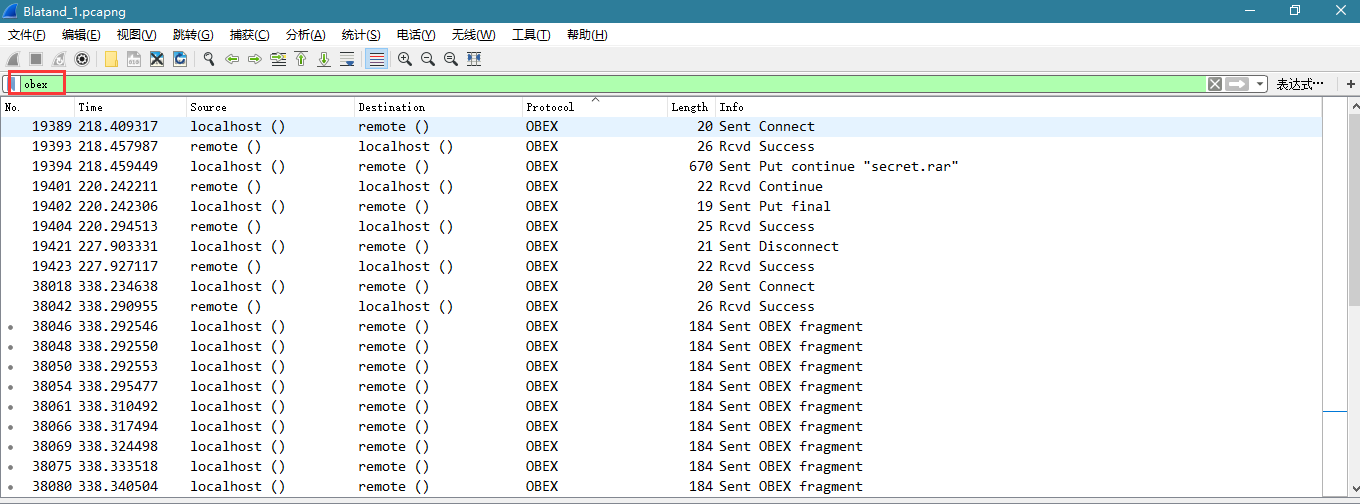 Blatand_1.pcapng
文件(F) 编辑(E) 视图(V) 跳转(G) 捕获(C) 分析(A) 统计(S) 电话(Y) 无线(W) 工具(T) 帮助(H)
obex 表达式… +
No. Time Source Destination Protocol Length Info
19389 218.409317 localhost () remote () OBEX 20 Sent Connect
19393 218.457987 remote () localhost () OBEX 26 Rcvd Success
19394 218.459449 localhost () remote () OBEX 670 Sent Put continue "secret.rar"
19401 220.242211 remote () localhost () OBEX 22 Rcvd Continue
19402 220.242306 localhost () remote () OBEX 19 Sent Put final
19404 220.294513 remote () localhost () OBEX 25 Rcvd Success
19421 227.903331 localhost () remote () OBEX 21 Sent Disconnect
19423 227.927117 remote () localhost () OBEX 22 Rcvd Success
38018 338.234638 localhost () remote () OBEX 20 Sent Connect
38042 338.290955 remote () localhost () OBEX 26 Rcvd Success
38046 338.292546 localhost () remote () OBEX 184 Sent OBEX fragment
38048 338.292550 localhost () remote () OBEX 184 Sent OBEX fragment
38050 338.292553 localhost () remote () OBEX 184 Sent OBEX fragment
38054 338.295477 localhost () remote () OBEX 184 Sent OBEX fragment
38061 338.310492 localhost () remote () OBEX 184 Sent OBEX fragment
38066 338.317494 localhost () remote () OBEX 184 Sent OBEX fragment
38069 338.324498 localhost () remote () OBEX 184 Sent OBEX fragment
38075 338.333518 localhost () remote () OBEX 184 Sent OBEX fragment
38080 338.340504 localhost () remote () OBEX 184 Sent OBEX fragment